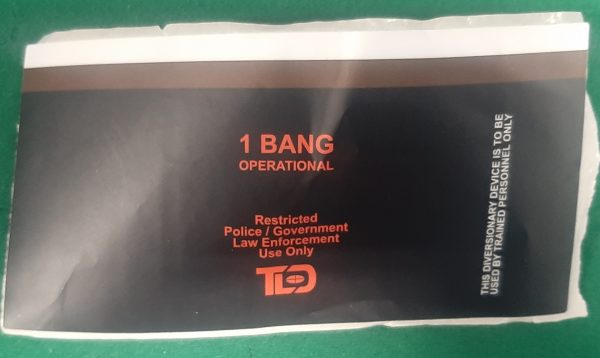 1 BANG
OPERATIONAL
Restricted
Police / Government
Law Enforcement
Use Only
TLO
THIS DIVERSIONARY DEVICE IS TO BE
USED BY TRAINED PERSONNEL ONLY